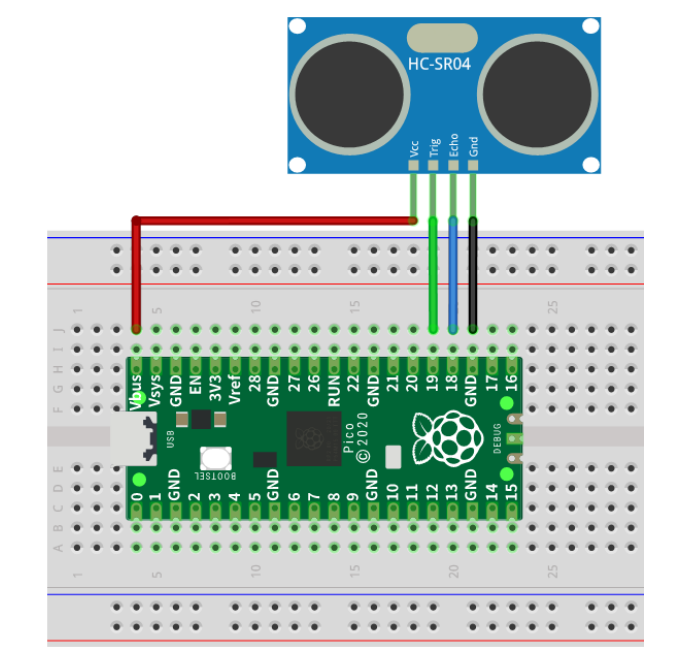 HC-SR04
Vcc Trig Echo Gnd
1 5 10 15 20 25
J
I
H
G
F
Vbus Vsys GND EN 3V3 Vref 28 GND 27 26 RUN 22 GND 21 20 19 18 GND 17 16
USB
BOOTSEL
Pico
©2020
DEBUG
0 1 GND 2 3 4 5 GND 6 7 8 9 GND 10 11 12 13 GND 14 15
E
D
C
B
A
1 5 10 15 20 25